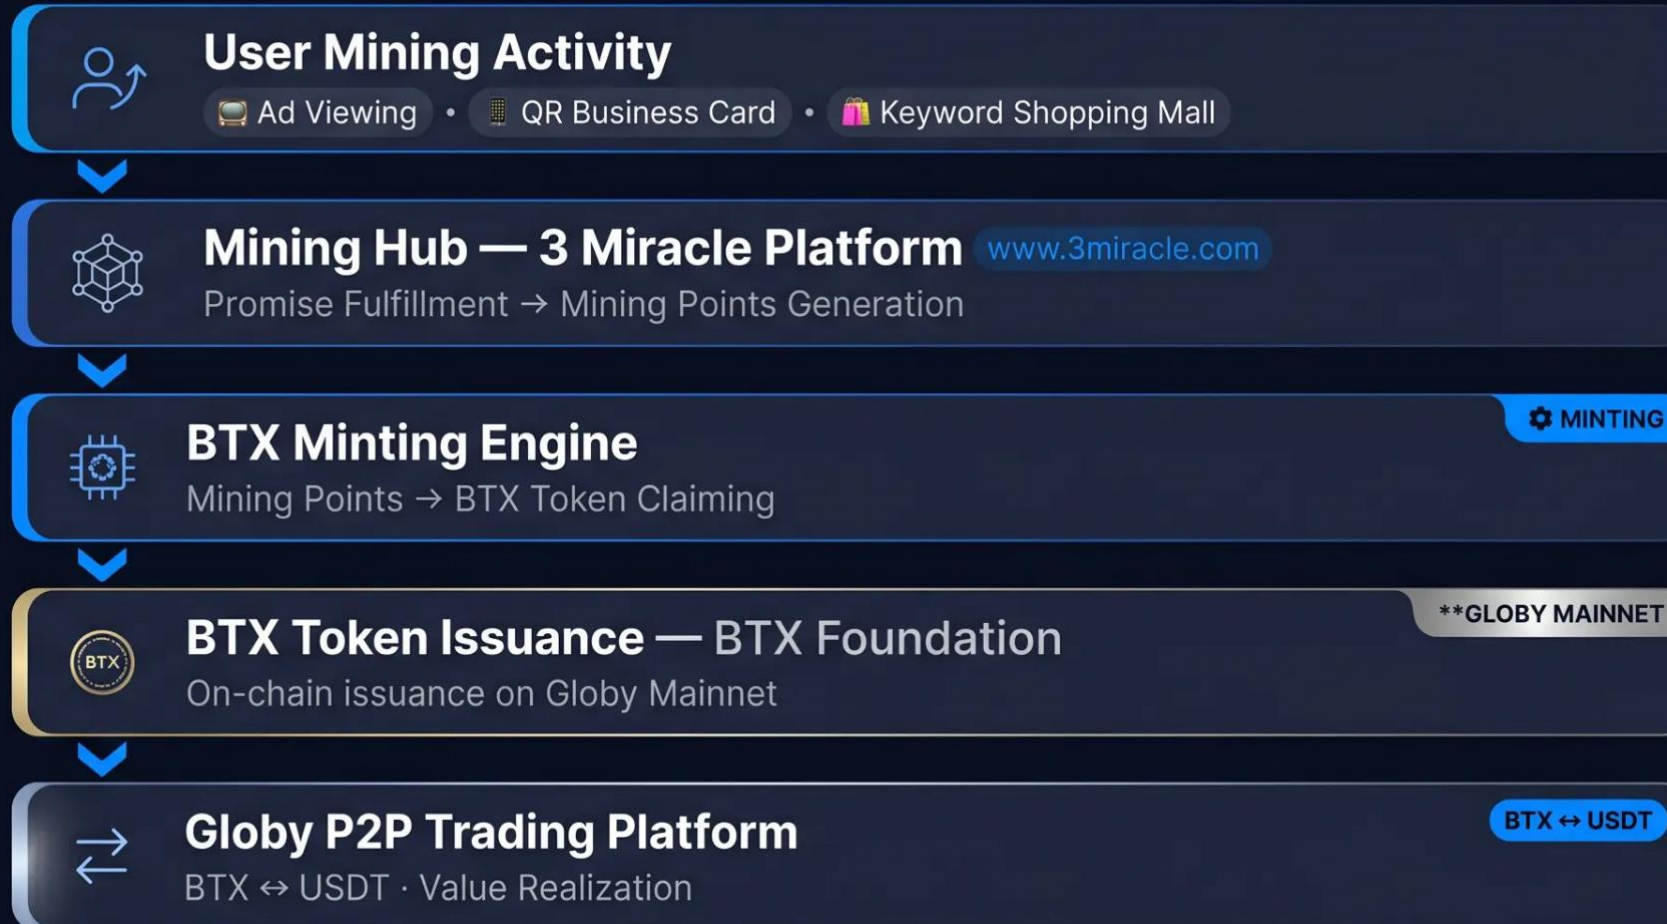 User Mining Activity
📺 Ad Viewing • 📱 QR Business Card • 🛍️ Keyword Shopping Mall
Mining Hub — 3 Miracle Platform www.3miracle.com
Promise Fulfillment → Mining Points Generation
MINTING
BTX Minting Engine
Mining Points → BTX Token Claiming
**GLOBY MAINNET
BTX
BTX Token Issuance — BTX Foundation
On-chain issuance on Globy Mainnet
Globy P2P Trading Platform
BTX ↔ USDT
BTX ↔ USDT · Value Realization